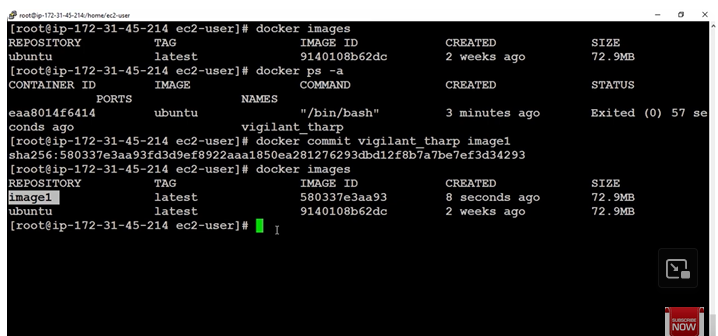 root@ip-172-31-45-214:/home/ec2-user
[root@ip-172-31-45-214 ec2-user]# docker images
REPOSITORY TAG IMAGE ID CREATED SIZE
ubuntu latest 9140108b62dc 2 weeks ago 72.9MB
[root@ip-172-31-45-214 ec2-user]# docker ps -a
CONTAINER ID IMAGE COMMAND CREATED STATUS
PORTS NAMES
eaa8014f6414 ubuntu "/bin/bash" 3 minutes ago Exited (0) 57 se
conds ago vigilant_tharp
[root@ip-172-31-45-214 ec2-user]# docker commit vigilant_tharp image1
sha256:580337e3aa93fd3d9ef8922aaa1850ea281276293dbd12f8b7a7be7ef3d34293
[root@ip-172-31-45-214 ec2-user]# docker images
REPOSITORY TAG IMAGE ID CREATED SIZE
image1 latest 580337e3aa93 8 seconds ago 72.9MB
ubuntu latest 9140108b62dc 2 weeks ago 72.9MB
[root@ip-172-31-45-214 ec2-user]#
SUBSCRIBE
NOW